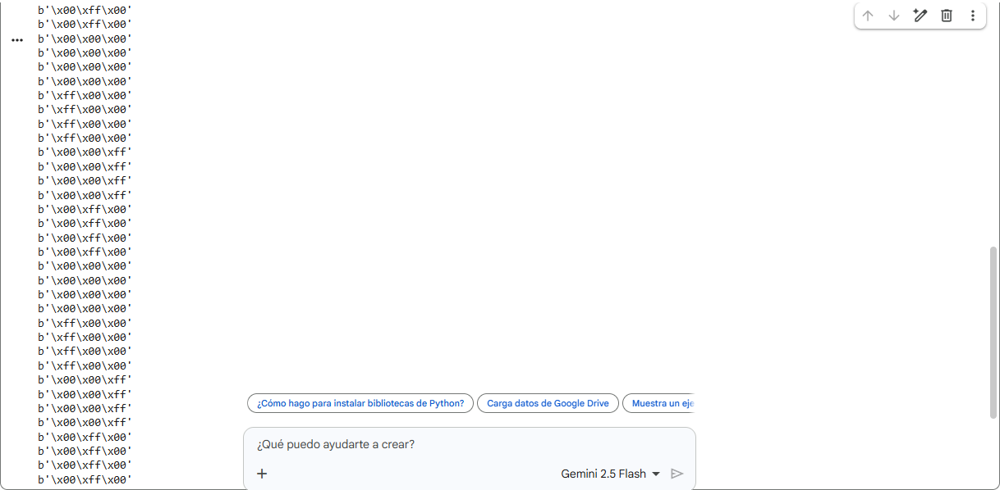 b'\x00\xff\x00'
b'\x00\xff\x00'
b'\x00\x00\x00'
b'\x00\x00\x00'
b'\x00\x00\x00'
b'\x00\x00\x00'
b'\xff\x00\x00'
b'\xff\x00\x00'
b'\xff\x00\x00'
b'\xff\x00\x00'
b'\x00\x00\xff'
b'\x00\x00\xff'
b'\x00\x00\xff'
b'\x00\x00\xff'
b'\x00\xff\x00'
b'\x00\xff\x00'
b'\x00\xff\x00'
b'\x00\xff\x00'
b'\x00\x00\x00'
b'\x00\x00\x00'
b'\x00\x00\x00'
b'\x00\x00\x00'
b'\xff\x00\x00'
b'\xff\x00\x00'
b'\xff\x00\x00'
b'\xff\x00\x00'
b'\x00\x00\xff'
b'\x00\x00\xff'
b'\x00\x00\xff'
b'\x00\x00\xff'
b'\x00\xff\x00'
b'\x00\xff\x00'
b'\x00\xff\x00'
b'\x00\xff\x00'
¿Cómo hago para instalar bibliotecas de Python? Carga datos de Google Drive Muestra un eje
¿Qué puedo ayudarte a crear?
Gemini 2.5 Flash